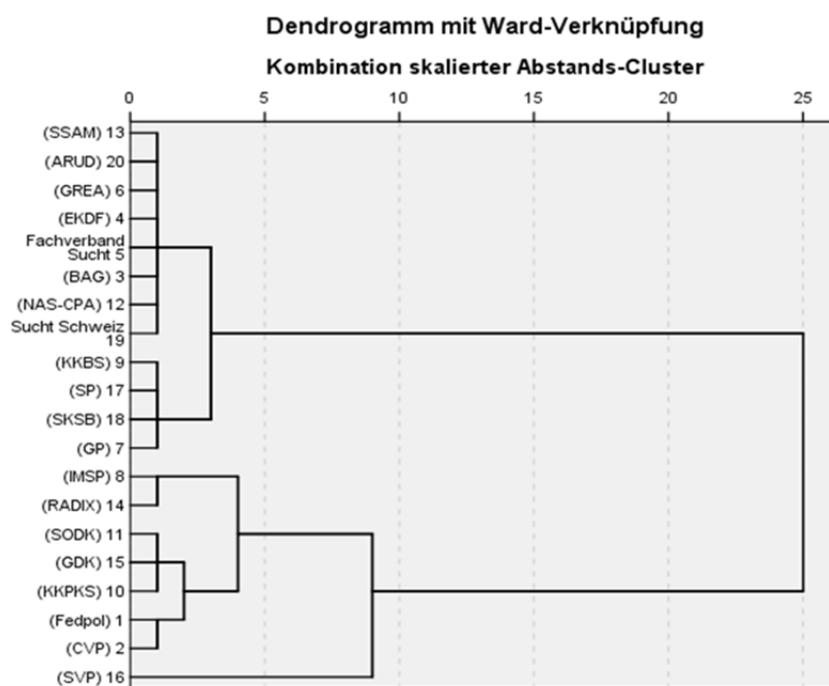 Dendrogramm mit Ward-Verknüpfung
Kombination skalierter Abstands-Cluster
0 5 10 15 20 25
(SSAM) 13
(ARUD) 20
(GREA) 6
(EKDF) 4
Fachverband
Sucht 5
(BAG) 3
(NAS-CPA) 12
Sucht Schweiz
19
(KKBS) 9
(SP) 17
(SKSB) 18
(GP) 7
(IMSP) 8
(RADIX) 14
(SODK) 11
(GDK) 15
(KKPKS) 10
(Fedpol) 1
(CVP) 2
(SVP) 16